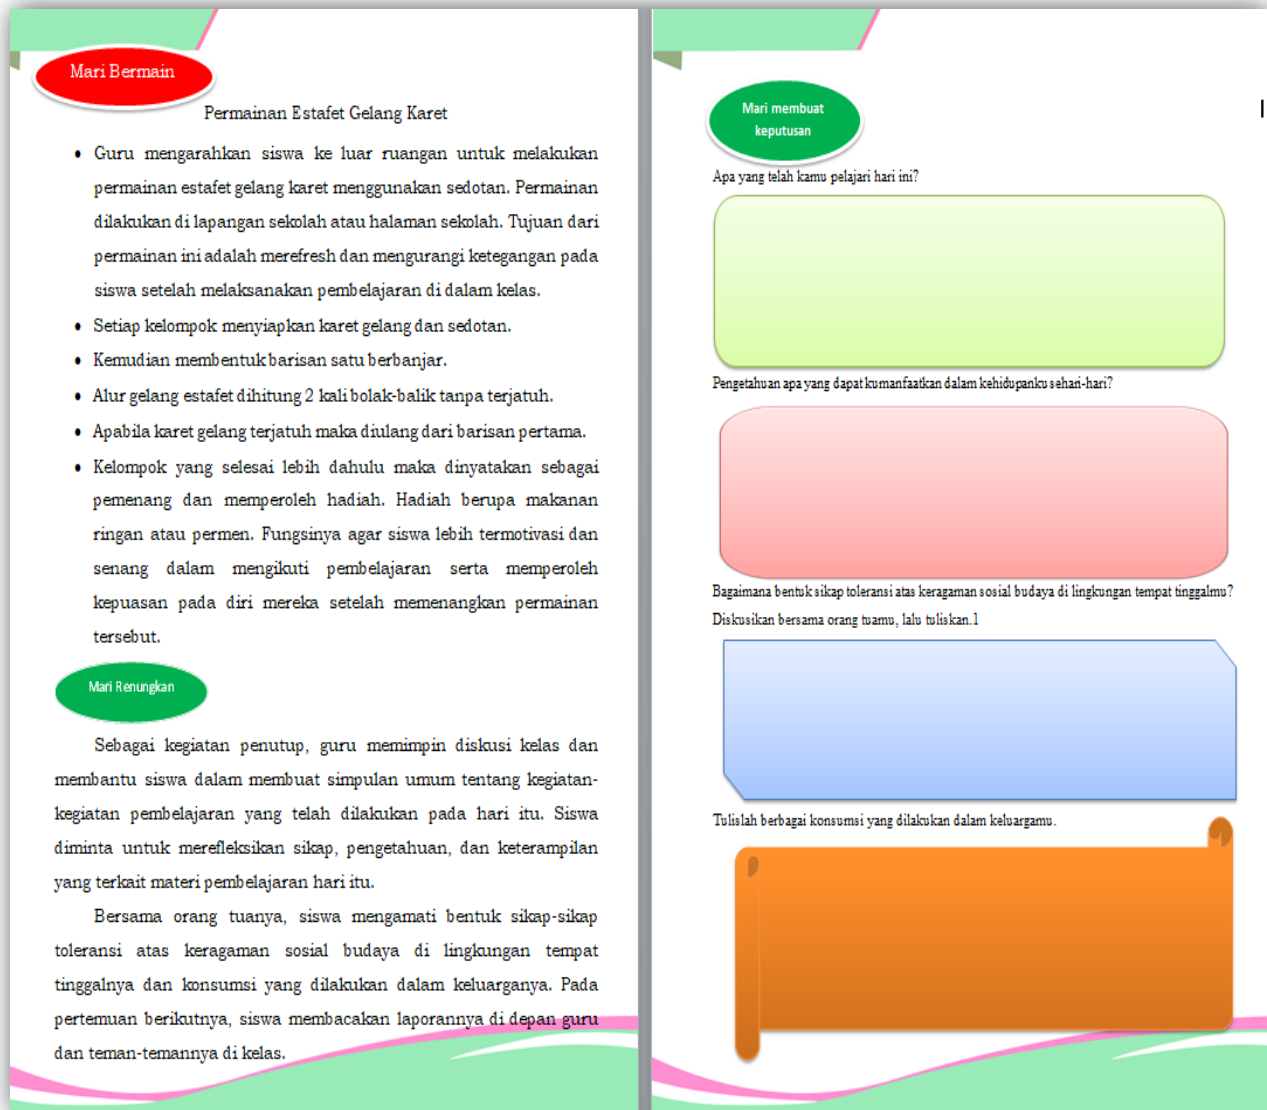 Mari Bermain
Permainan Estafet Gelang Karet
• Guru mengarahkan siswa ke luar ruangan untuk melakukan
permainan estafet gelang karet menggunakan sedotan. Permainan
dilakukan di lapangan sekolah atau halaman sekolah. Tujuan dari
permainan ini adalah merefresh dan mengurangi ketegangan pada
siswa setelah melaksanakan pembelajaran di dalam kelas.
• Setiap kelompok menyiapkan karet gelang dan sedotan.
• Kemudian membentuk barisan satu berbanjar.
• Alur gelang estafet dihitung 2 kali bolak-balik tanpa terjatuh.
• Apabila karet gelang terjatuh maka diulang dari barisan pertama.
• Kelompok yang selesai lebih dahulu maka dinyatakan sebagai
pemenang dan memperoleh hadiah. Hadiah berupa makanan
ringan atau permen. Fungsinya agar siswa lebih termotivasi dan
senang dalam mengikuti pembelajaran serta memperoleh
kepuasan pada diri mereka setelah memenangkan permainan
tersebut.
Mari Renungkan
Sebagai kegiatan penutup, guru memimpin diskusi kelas dan
membantu siswa dalam membuat simpulan umum tentang kegiatan-
kegiatan pembelajaran yang telah dilakukan pada hari itu. Siswa
diminta untuk merefleksikan sikap, pengetahuan, dan keterampilan
yang terkait materi pembelajaran hari itu.
Bersama orang tuanya, siswa mengamati bentuk sikap-sikap
toleransi atas keragaman sosial budaya di lingkungan tempat
tinggalnya dan konsumsi yang dilakukan dalam keluarganya. Pada
pertemuan berikutnya, siswa membacakan laporannya di depan guru
dan teman-temannya di kelas.
Mari membuat
keputusan
Apa yang telah kamu pelajari hari ini?
Pengetahuan apa yang dapat kumanfaatkan dalam kehidupanku sehari-hari?
Bagaimana bentuk sikap toleransi atas keragaman sosial budaya di lingkungan tempat tinggalmu?
Diskusikan bersama orang tuamu, lalu tuliskan.1
Tulislah berbagai konsumsi yang dilakukan dalam keluargamu.